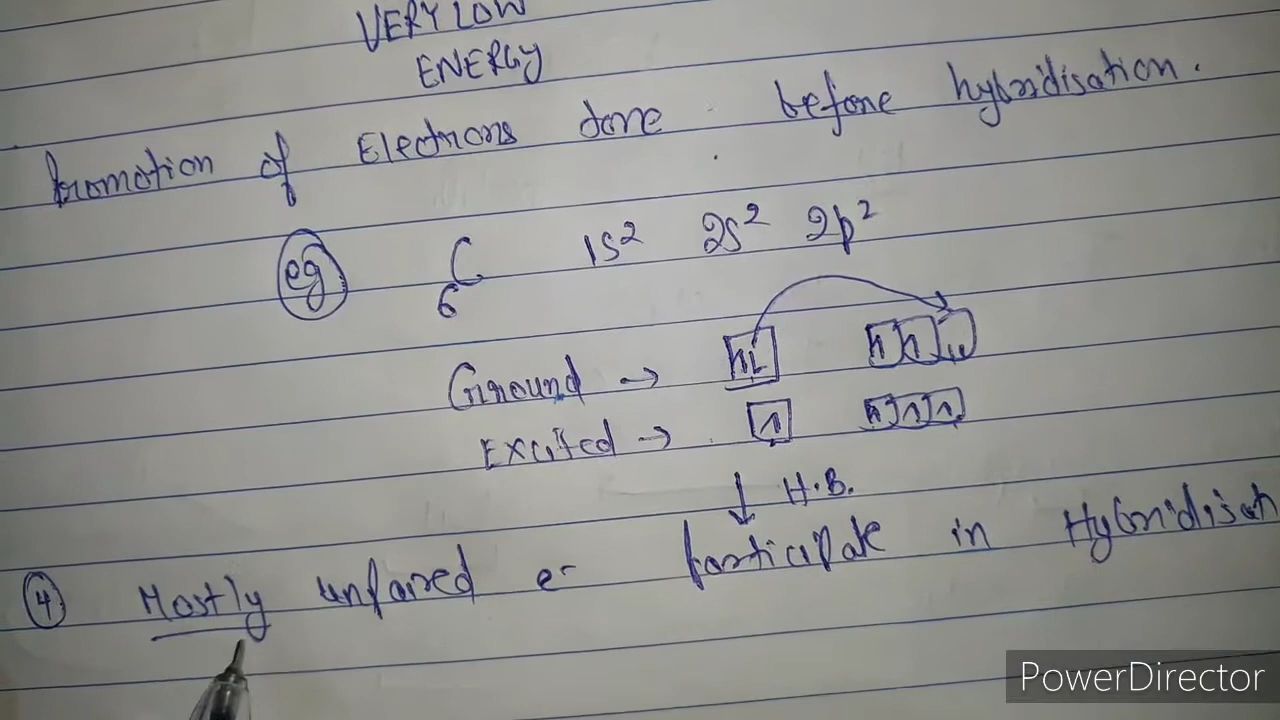 VERY LOW
ENERGY
Promotion of Electrons done before hybridisation.
eg 6C 1s² 2s² 2p²
Ground →
Excited →
↓ H.B.
④ Mostly unpaired e- participate in Hybridisat
PowerDirector